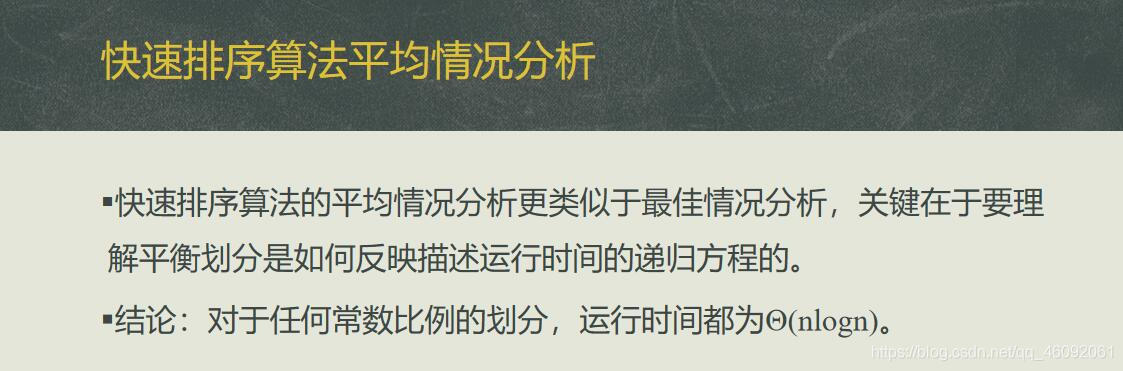 快速排序算法平均情况分析
▪快速排序算法的平均情况分析更类似于最佳情况分析，关键在于要理
解平衡划分是如何反映描述运行时间的递归方程的。
▪结论：对于任何常数比例的划分，运行时间都为Θ(nlogn)。
https://blog.csdn.net/qq_46092061